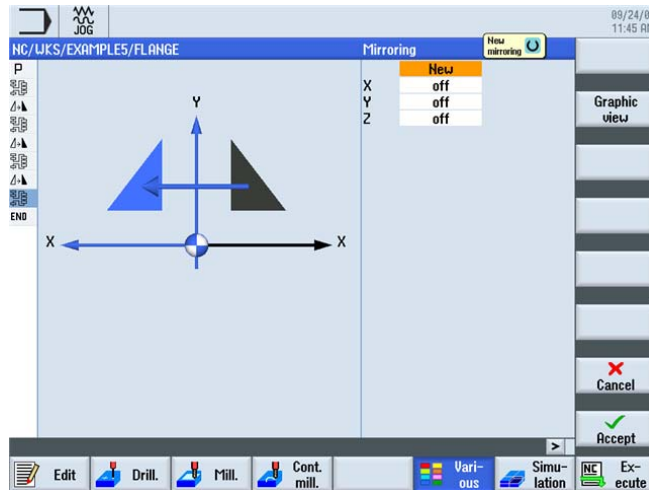 JOG
09/24/0
11:45 A
NC/WKS/EXAMPLE5/FLANGE
Mirroring
New
mirroring
P
New
X off
Y off
Z off
Graphic
view
Y
X
X
END
Cancel
Accept
>
Edit
Drill.
Mill.
Cont.
mill.
Vari-
ous
Simu-
lation
NC
Ex-
ecute